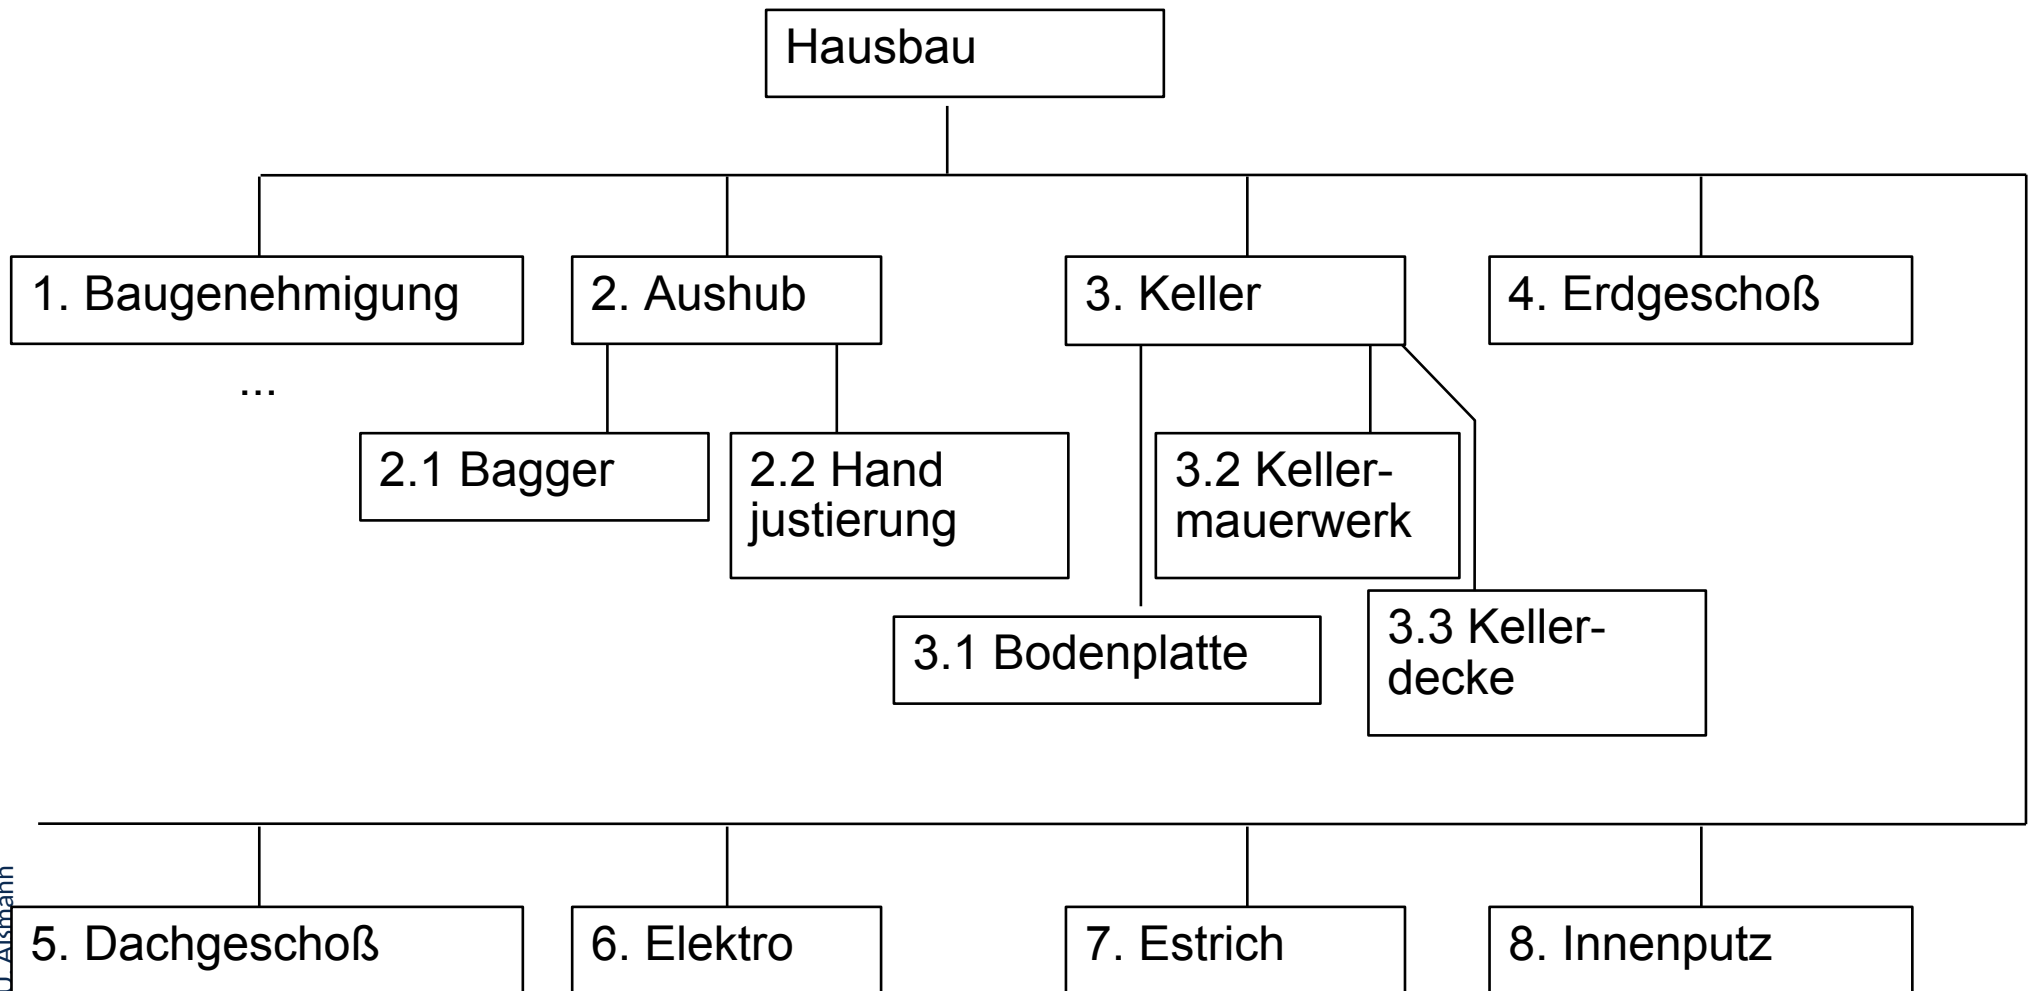 Hausbau
1. Baugenehmigung
2. Aushub
3. Keller
4. Erdgeschoß
...
2.1 Bagger
2.2 Hand
justierung
3.2 Keller-
mauerwerk
3.1 Bodenplatte
3.3 Keller-
decke
5. Dachgeschoß
6. Elektro
7. Estrich
8. Innenputz